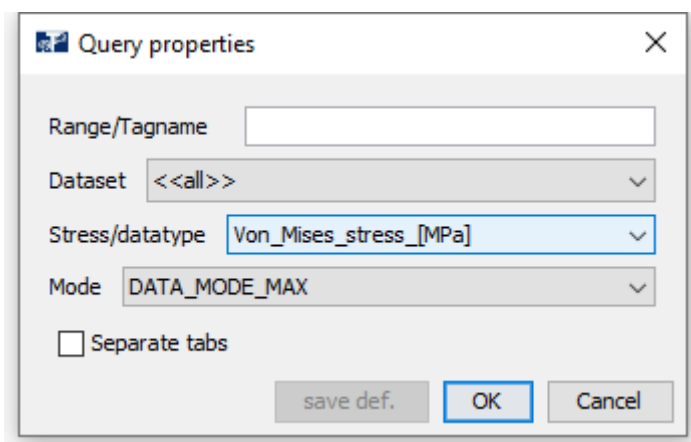 Query properties
Range/Tagname
Dataset <<all>>
Stress/datatype Von_Mises_stress_[MPa]
Mode DATA_MODE_MAX
Separate tabs
save def. OK Cancel